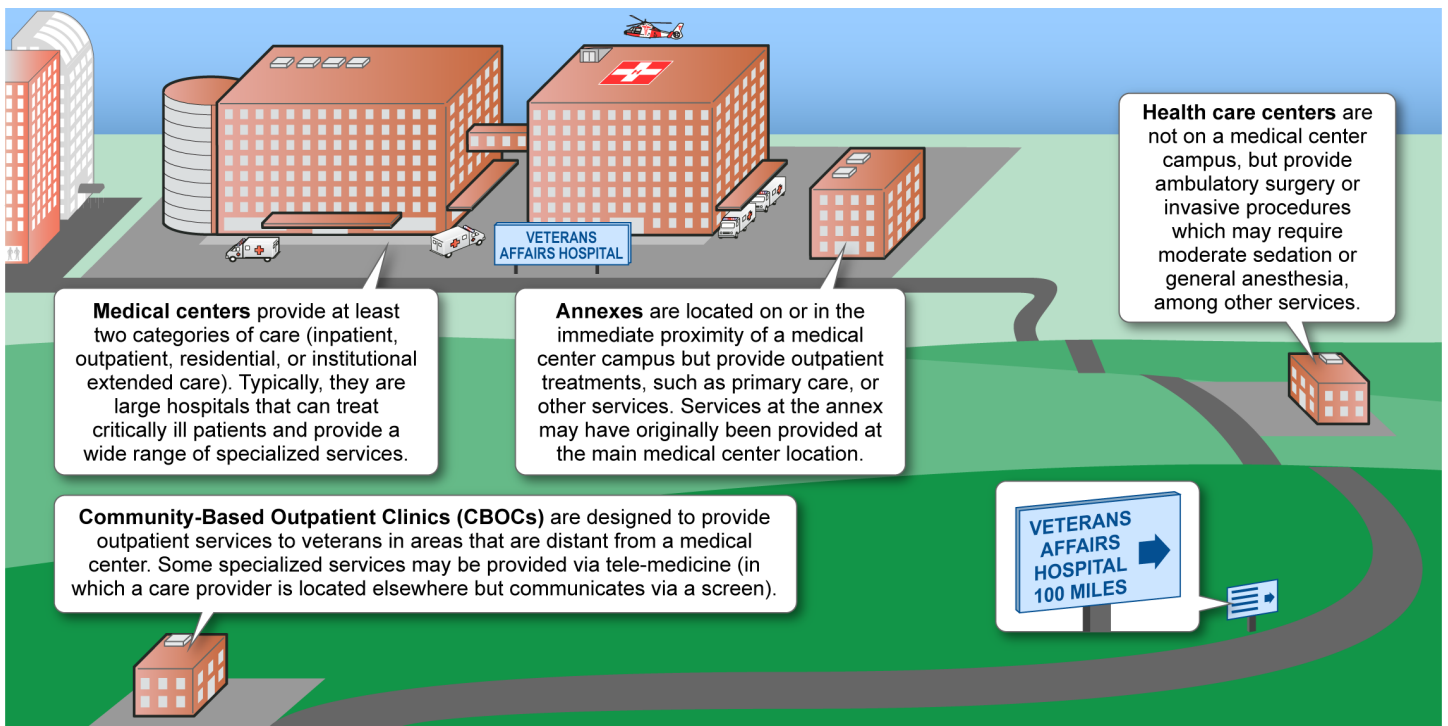 VETERANS
AFFAIRS HOSPITAL
Health care centers are
not on a medical center
campus, but provide
ambulatory surgery or
invasive procedures
which may require
moderate sedation or
general anesthesia,
among other services.
Medical centers provide at least
two categories of care (inpatient,
outpatient, residential, or institutional
extended care). Typically, they are
large hospitals that can treat
critically ill patients and provide a
wide range of specialized services.
Annexes are located on or in the
immediate proximity of a medical
center campus but provide outpatient
treatments, such as primary care, or
other services. Services at the annex
may have originally been provided at
the main medical center location.
Community-Based Outpatient Clinics (CBOCs) are designed to provide
outpatient services to veterans in areas that are distant from a medical
center. Some specialized services may be provided via tele-medicine (in
which a care provider is located elsewhere but communicates via a screen).
VETERANS
AFFAIRS
HOSPITAL
100 MILES